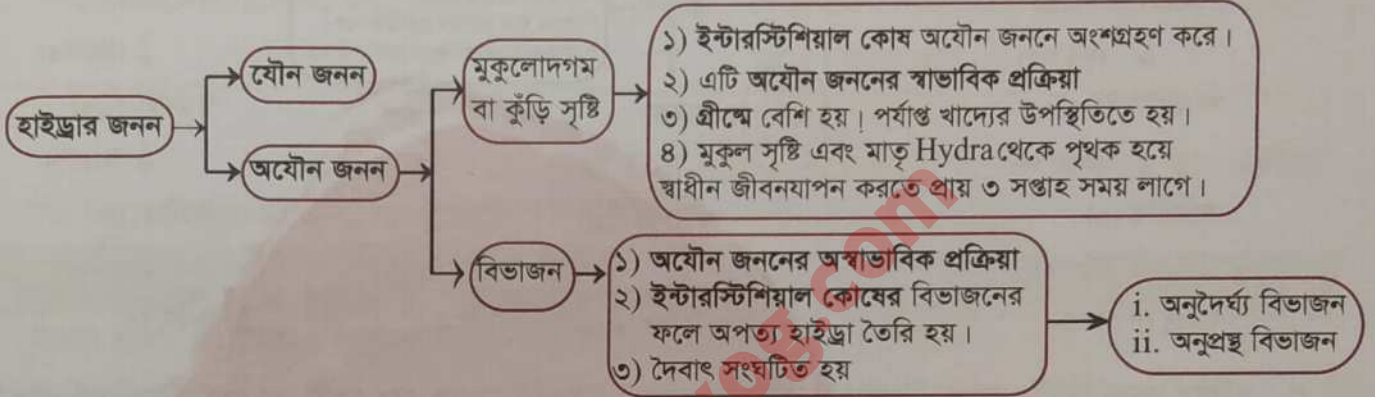 হাইড্রার জনন
যৌন জনন
অযৌন জনন
মুকুলোদগম
বা কুঁড়ি সৃষ্টি
১) ইন্টারস্টিশিয়াল কোষ অযৌন জননে অংশগ্রহণ করে।
২) এটি অযৌন জননের স্বাভাবিক প্রক্রিয়া
৩) গ্রীষ্মে বেশি হয়। পর্যাপ্ত খাদ্যের উপস্থিতিতে হয়।
৪) মুকুল সৃষ্টি এবং মাতৃ Hydra থেকে পৃথক হয়ে
স্বাধীন জীবনযাপন করতে প্রায় ৩ সপ্তাহ সময় লাগে।
বিভাজন
১) অযৌন জননের অস্বাভাবিক প্রক্রিয়া
২) ইন্টারস্টিশিয়াল কোষের বিভাজনের
ফলে অপত্য হাইড্রা তৈরি হয়।
৩) দৈবাৎ সংঘটিত হয়
i. অনুদৈর্ঘ্য বিভাজন
ii. অনুপ্রস্থ বিভাজন
og.com